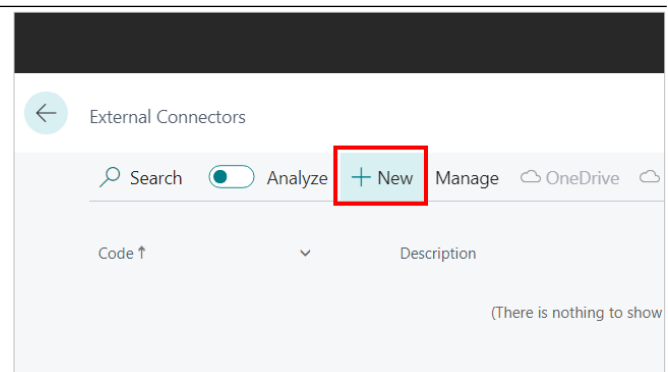 External Connectors
Search Analyze + New Manage OneDrive
Code ↑ Description
(There is nothing to show